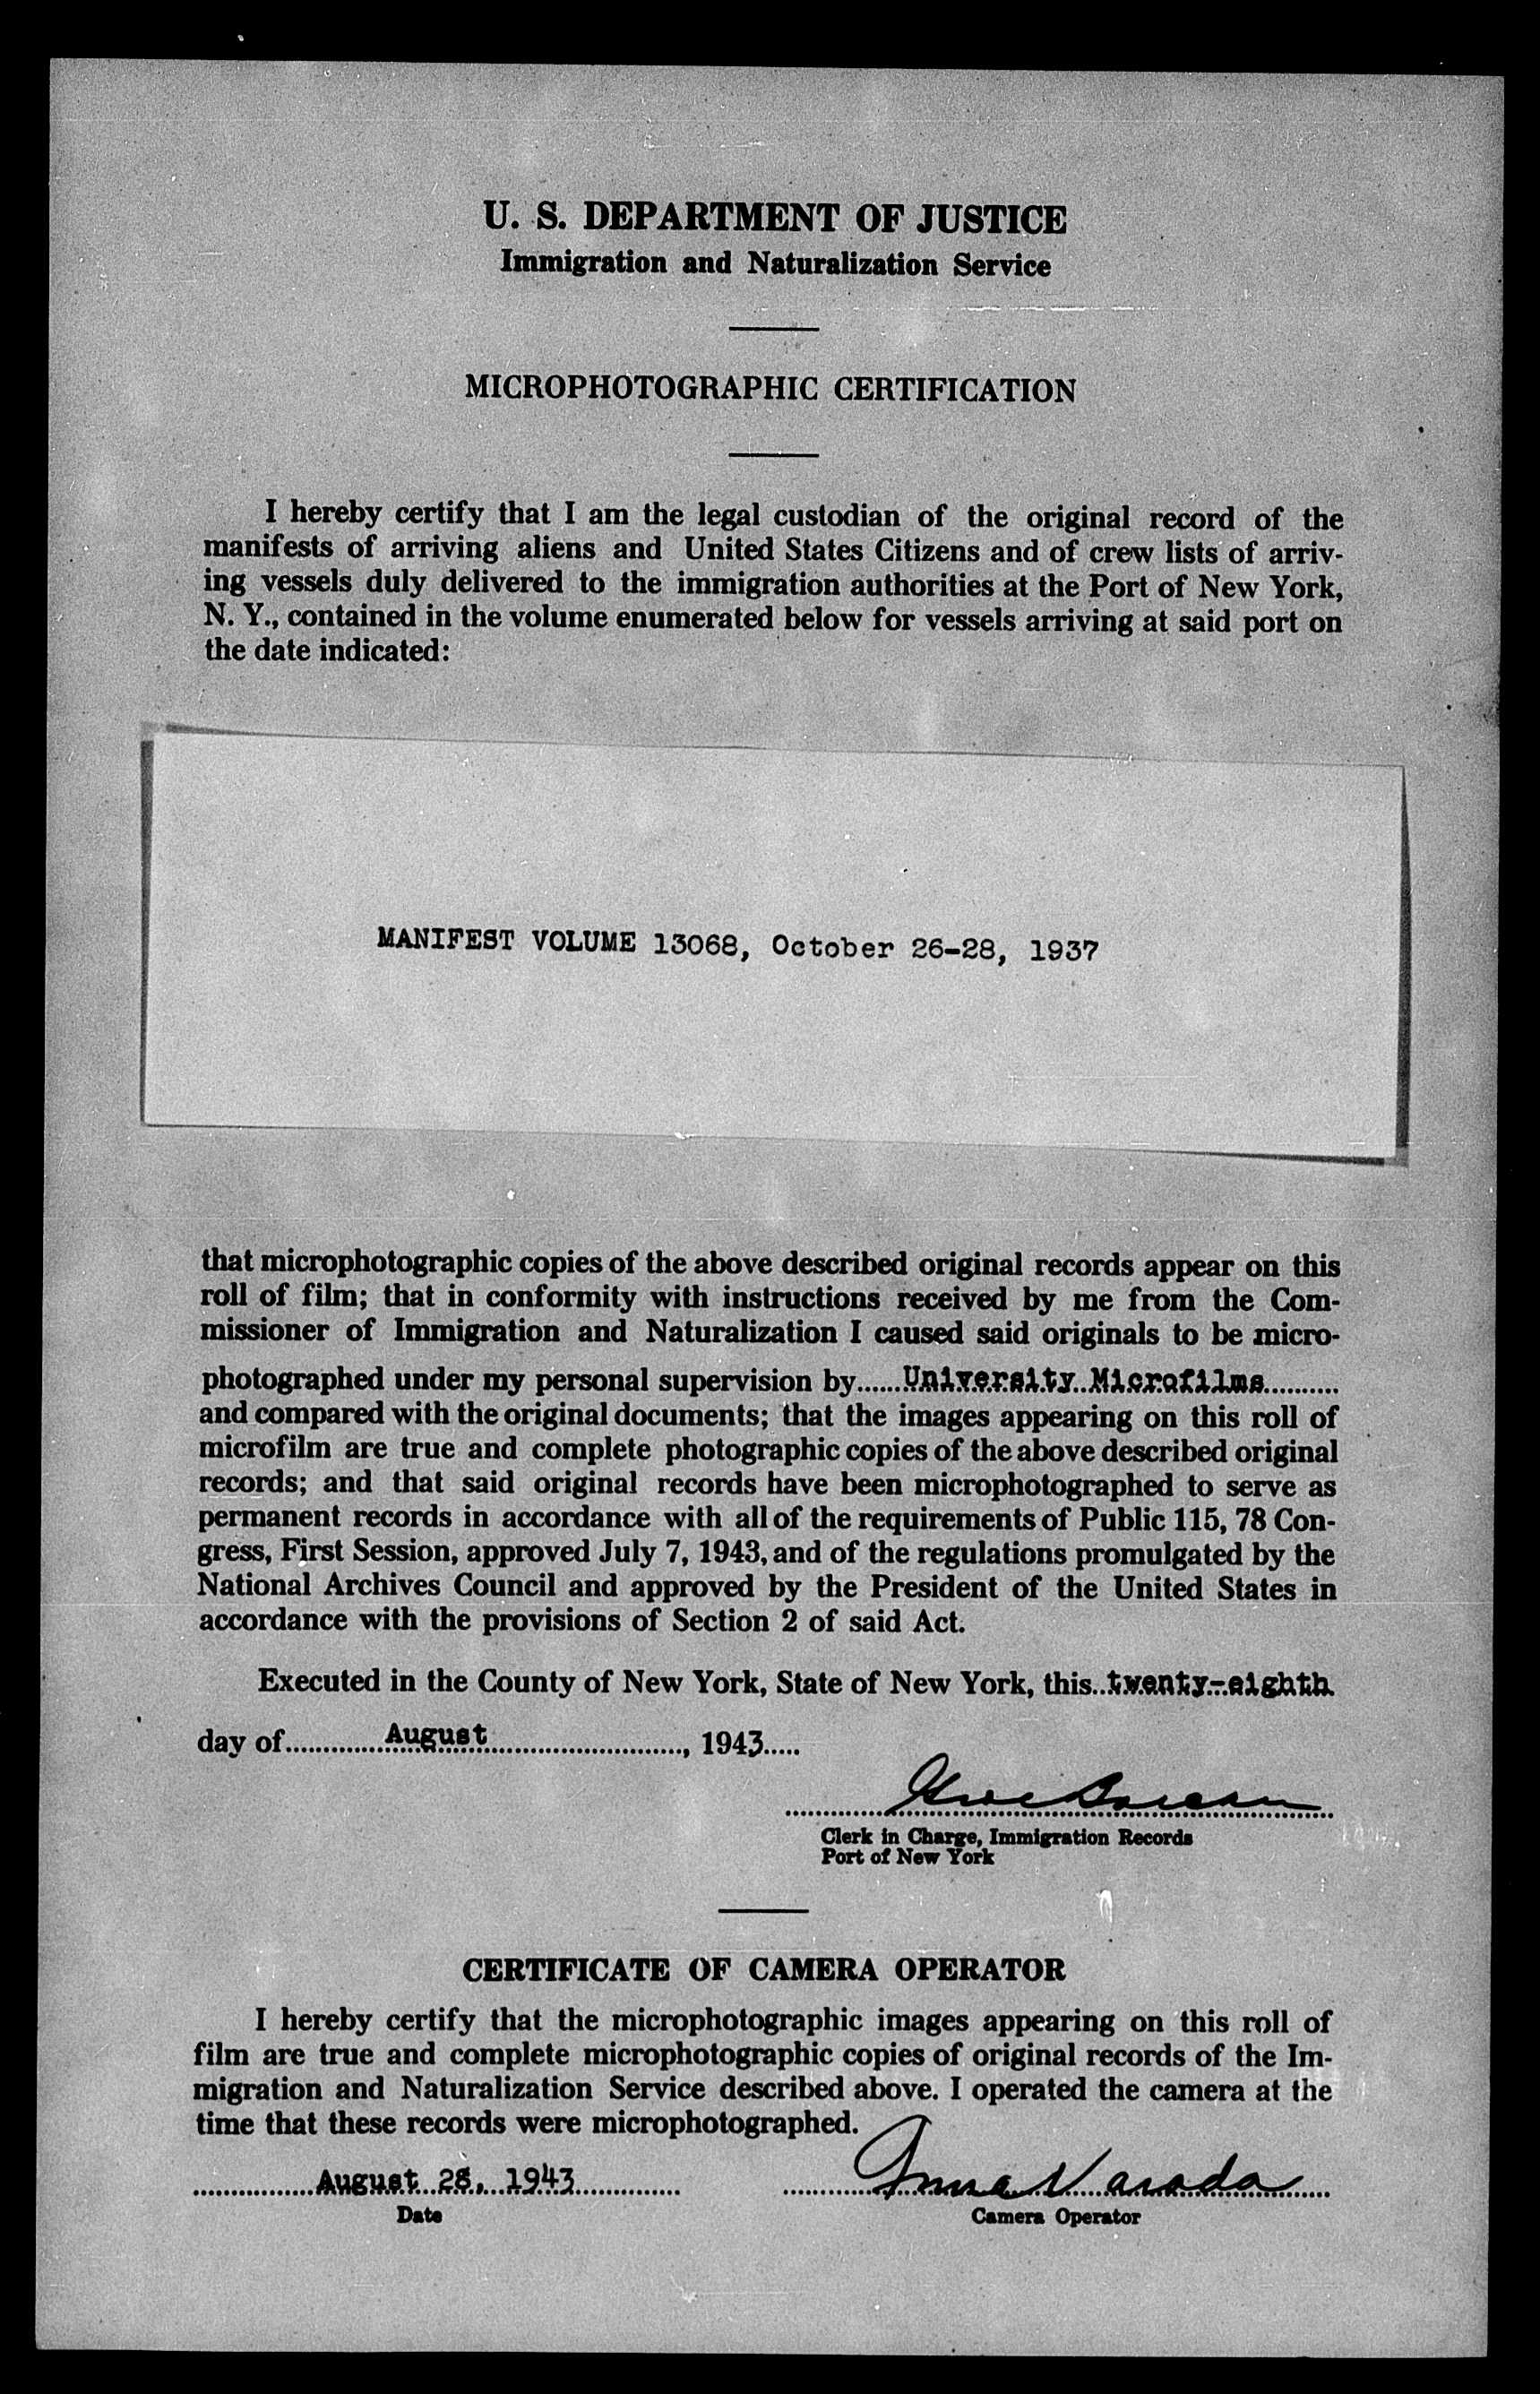 U. S. DEPARTMENT OF JUSTICE
Immigration and Naturalization Service
MICROPHOTOGRAPHIC CERTIFICATION
I hereby certify that I am the legal custodian of the original record of the
manifests of arriving aliens and United States Citizens and of crew lists of arriv-
ing vessels duly delivered to the immigration authorities at the Port of New York,
N. Y., contained in the volume enumerated below for vessels arriving at said port on
the date indicated:
MANIFEST VOLUME 13068, October 26-28, 1937
that microphotographic copies of the above described original records appear on this
roll of film; that in conformity with instructions received by me from the Com-
missioner of Immigration and Naturalization I caused said originals to be micro-
photographed under my personal supervision by......University Microfilms..........
and compared with the original documents; that the images appearing on this roll of
microfilm are true and complete photographic copies of the above described original
records; and that said original records have been microphotographed to serve as
permanent records in accordance with all of the requirements of Public 115, 78 Con-
gress, First Session, approved July 7, 1943, and of the regulations promulgated by the
National Archives Council and approved by the President of the United States in
accordance with the provisions of Section 2 of said Act.
Executed in the County of New York, State of New York, this..twenty-eighth
day of.............August..........................., 1943.....
Clerk in Charge, Immigration Records
Port of New York
CERTIFICATE OF CAMERA OPERATOR
I hereby certify that the microphotographic images appearing on this roll of
film are true and complete microphotographic copies of original records of the Im-
migration and Naturalization Service described above. I operated the camera at the
time that these records were microphotographed.
August 28, 1943 Anna Varada
Date Camera Operator